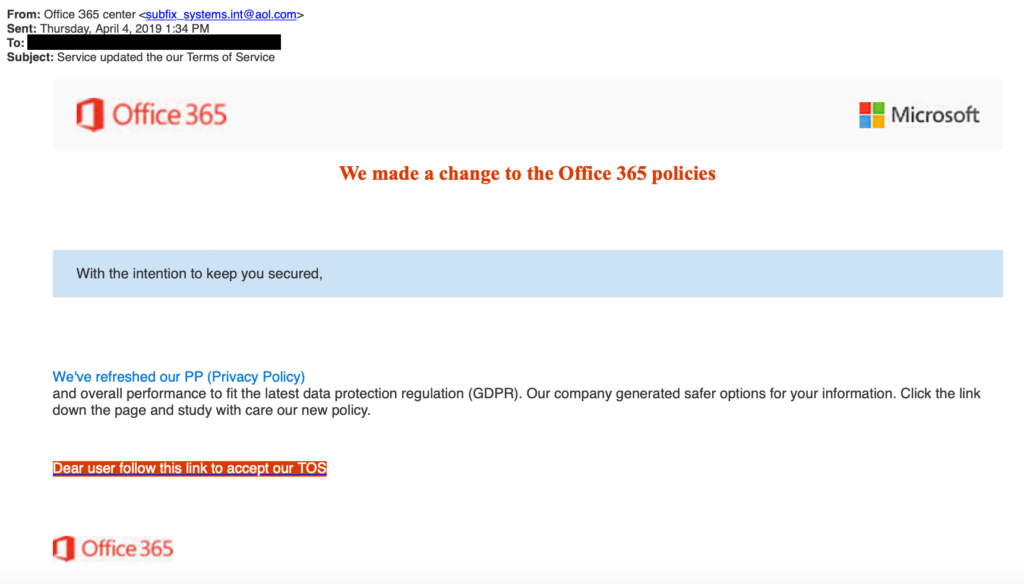 From: Office 365 center <subfix_systems.int@aol.com>
Sent: Thursday, April 4, 2019 1:34 PM
To:
Subject: Service updated the our Terms of Service
Office 365
Microsoft
We made a change to the Office 365 policies
With the intention to keep you secured,
We've refreshed our PP (Privacy Policy)
and overall performance to fit the latest data protection regulation (GDPR). Our company generated safer options for your information. Click the link
down the page and study with care our new policy.
Dear user follow this link to accept our TOS
Office 365